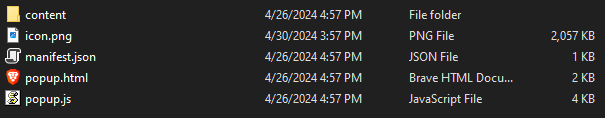 content 4/26/2024 4:57 PM File folder
icon.png 4/30/2024 3:57 PM PNG File 2,057 KB
manifest.json 4/26/2024 4:57 PM JSON File 1 KB
popup.html 4/26/2024 4:57 PM Brave HTML Docu... 2 KB
popup.js 4/26/2024 4:57 PM JavaScript File 4 KB